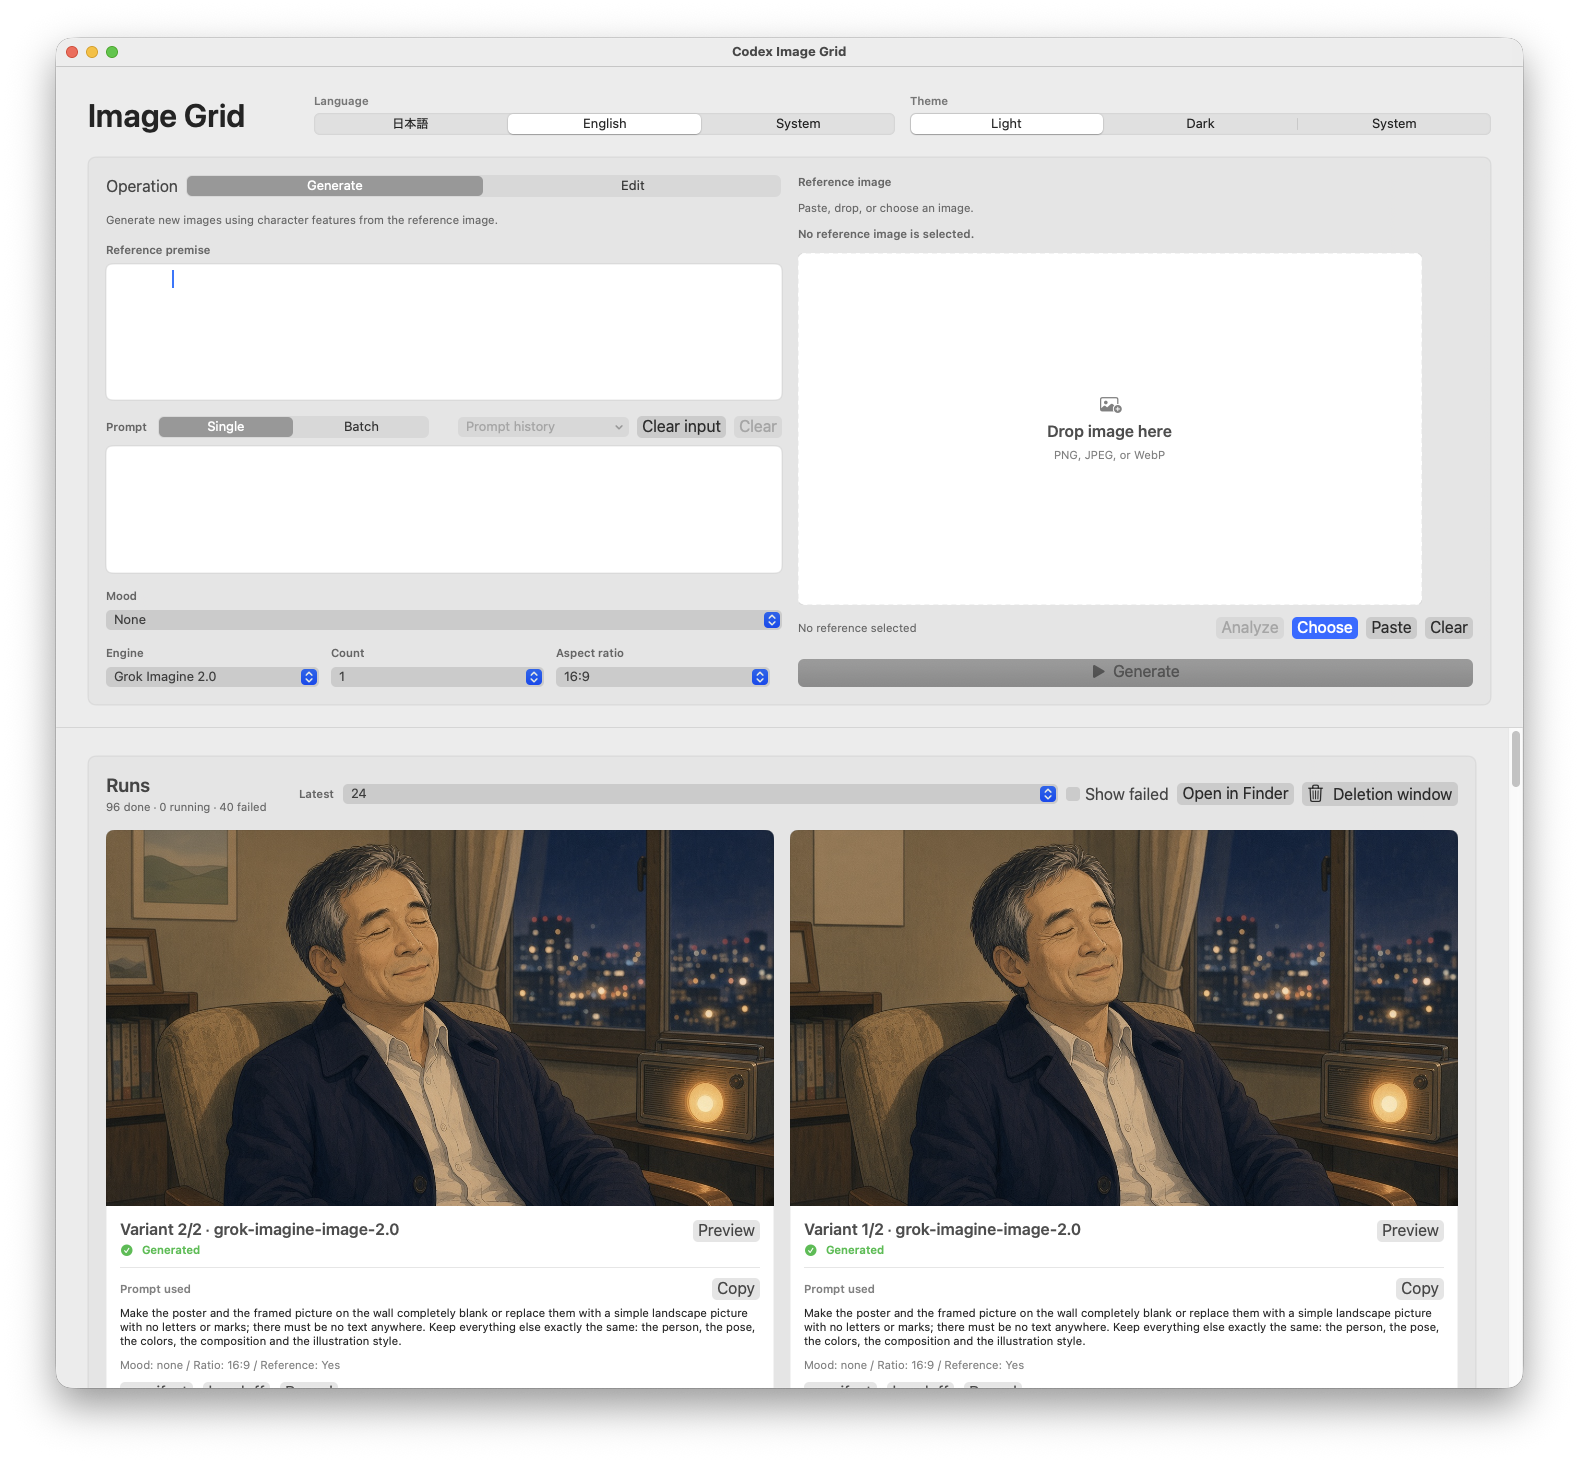 Codex Image Grid
Image Grid
Language
日本語
English
System
Theme
Light
Dark
System
Operation
Generate
Edit
Generate new images using character features from the reference image.
Reference premise
Prompt
Single
Batch
Prompt history
Clear input
Clear
Mood
None
Engine
Grok Imagine 2.0
Count
1
Aspect ratio
16:9
Reference image
Paste, drop, or choose an image.
No reference image is selected.
Drop image here
PNG, JPEG, or WebP
No reference selected
Analyze
Choose
Paste
Clear
Generate
Runs
96 done · 0 running · 40 failed
Latest
24
Show failed
Open in Finder
Deletion window
Variant 2/2 · grok-imagine-image-2.0
Preview
Generated
Prompt used
Copy
Make the poster and the framed picture on the wall completely blank or replace them with a simple landscape picture
with no letters or marks; there must be no text anywhere. Keep everything else exactly the same: the person, the pose,
the colors, the composition and the illustration style.
Mood: none / Ratio: 16:9 / Reference: Yes
Variant 1/2 · grok-imagine-image-2.0
Preview
Generated
Prompt used
Copy
Make the poster and the framed picture on the wall completely blank or replace them with a simple landscape picture
with no letters or marks; there must be no text anywhere. Keep everything else exactly the same: the person, the pose,
the colors, the composition and the illustration style.
Mood: none / Ratio: 16:9 / Reference: Yes